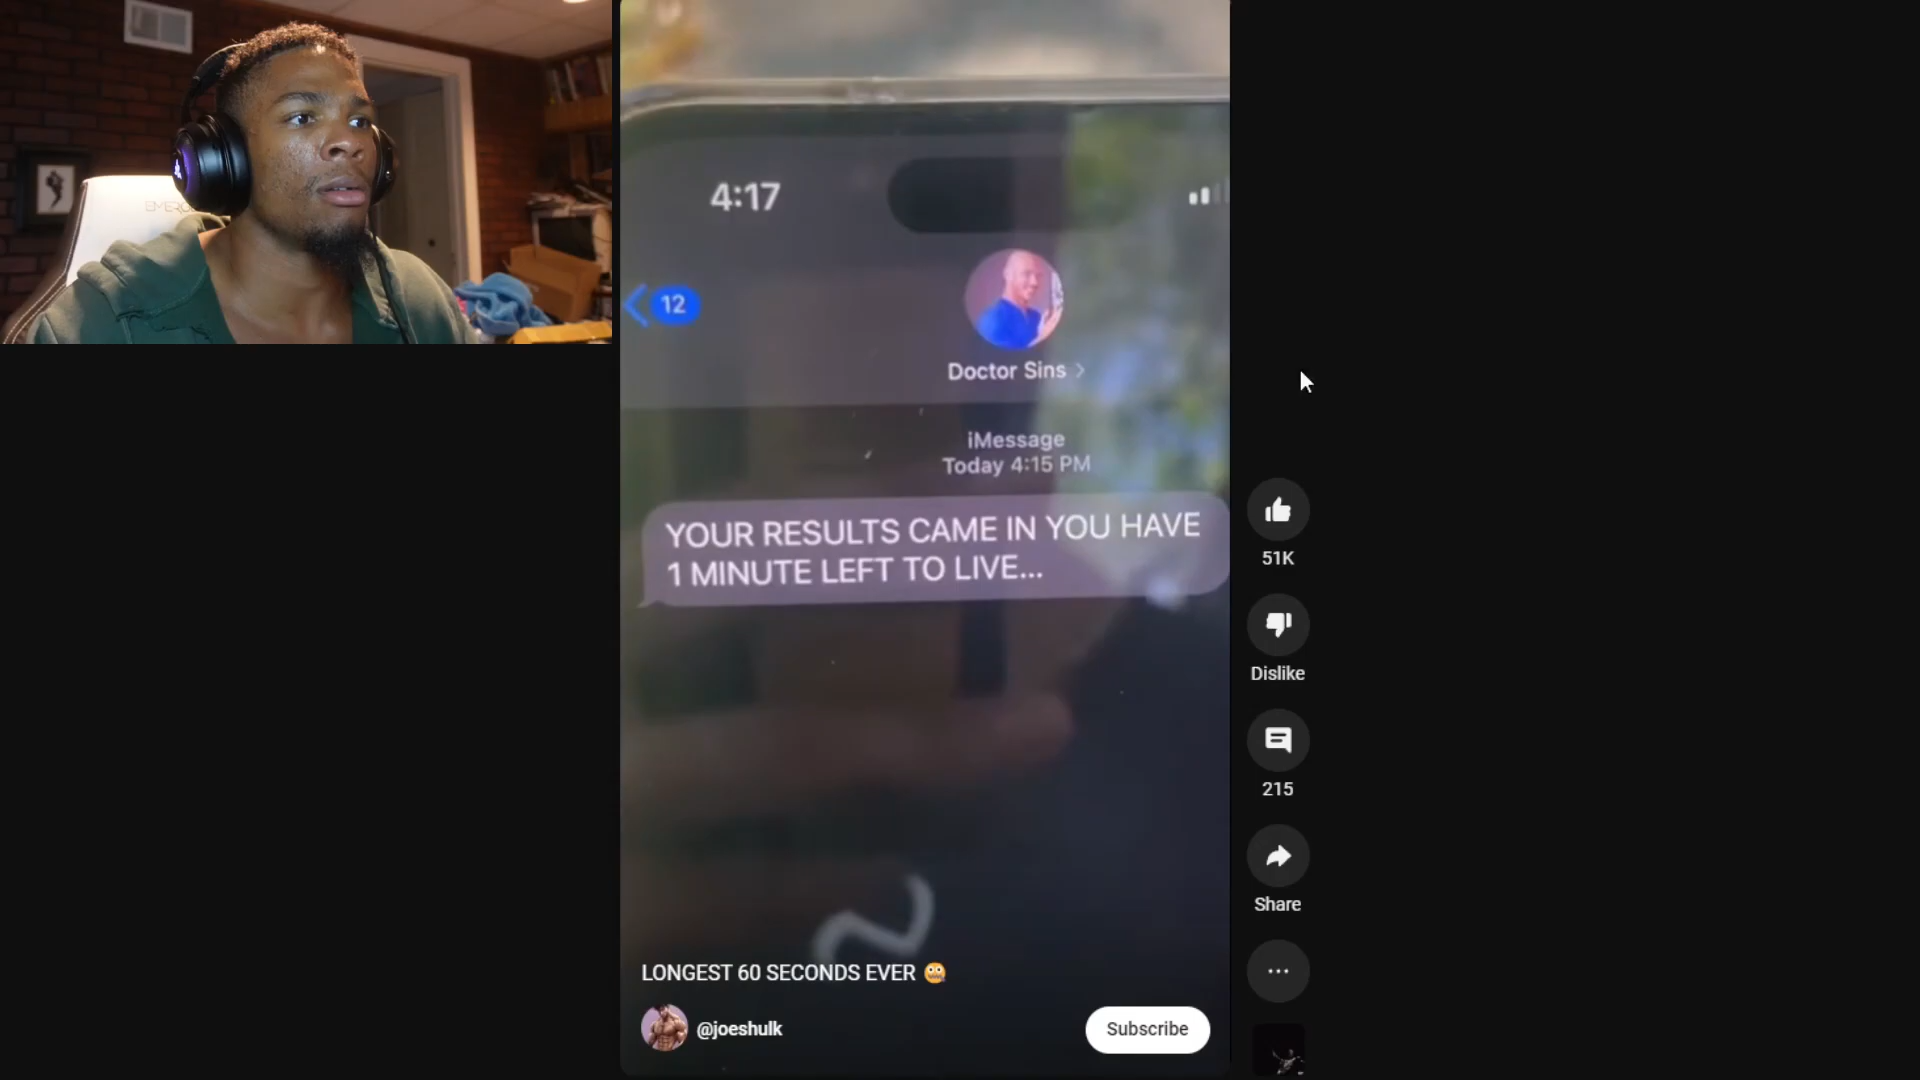 4:17
12
Doctor Sins
iMessage
Today 4:15 PM
YOUR RESULTS CAME IN YOU HAVE
1 MINUTE LEFT TO LIVE...
LONGEST 60 SECONDS EVER
@joeshulk
Subscribe
51K
Dislike
215
Share